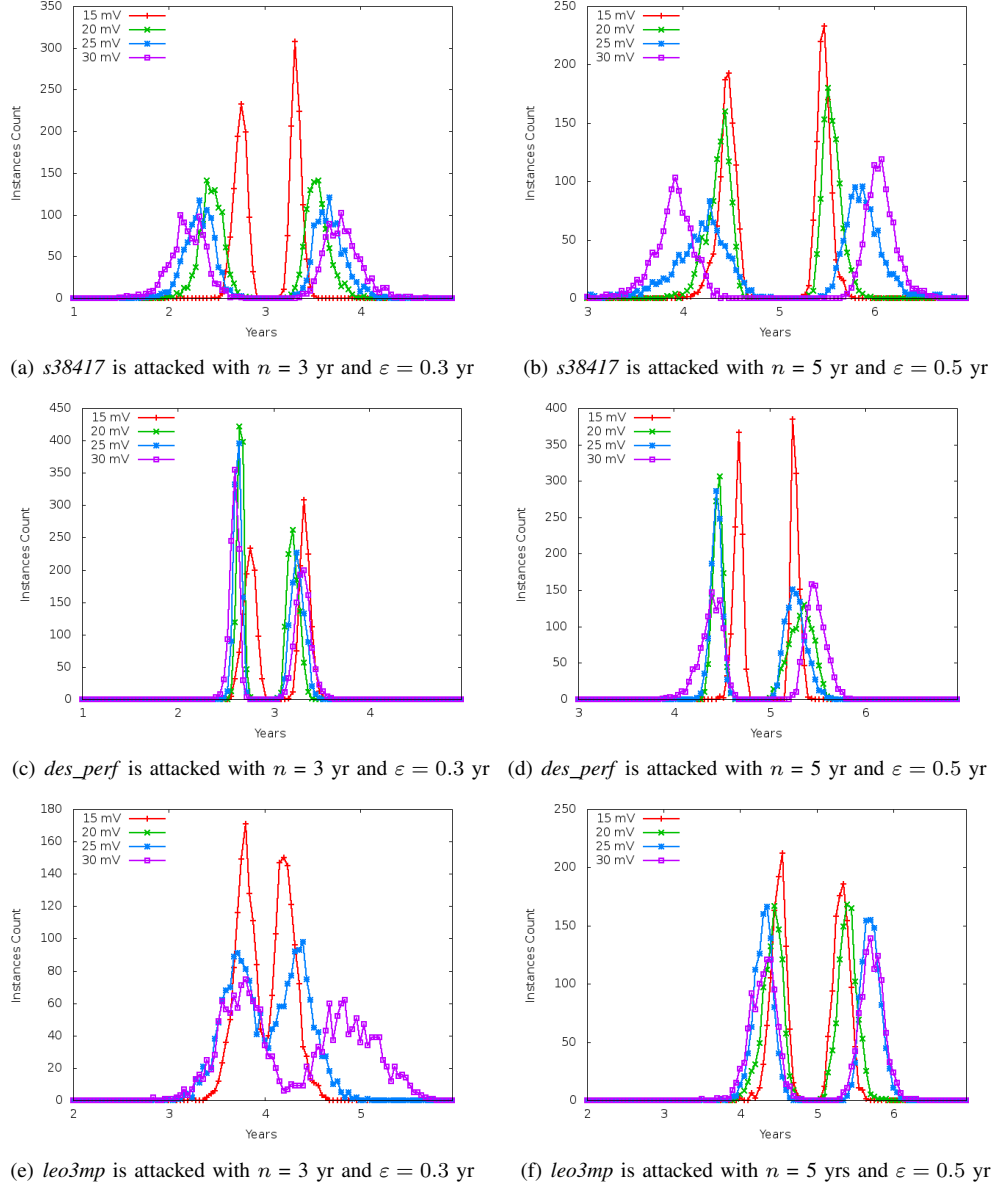 350
300
250
200
150
100
50
0
1
2
3
4
Years
Instances Count
15 mV
20 mV
25 mV
30 mV
(a) s38417 is attacked with n = 3 yr and ε = 0.3 yr
250
200
150
100
50
0
3
4
5
6
Years
Instances Count
15 mV
20 mV
25 mV
30 mV
(b) s38417 is attacked with n = 5 yr and ε = 0.5 yr
450
400
350
300
250
200
150
100
50
0
1
2
3
4
Years
Instances Count
15 mV
20 mV
25 mV
30 mV
(c) des_perf is attacked with n = 3 yr and ε = 0.3 yr
400
350
300
250
200
150
100
50
0
3
4
5
6
Years
Instances Count
15 mV
20 mV
25 mV
30 mV
(d) des_perf is attacked with n = 5 yr and ε = 0.5 yr
180
160
140
120
100
80
60
40
20
0
2
3
4
5
Years
Instances Count
15 mV
20 mV
25 mV
30 mV
(e) leo3mp is attacked with n = 3 yr and ε = 0.3 yr
250
200
150
100
50
0
2
3
4
5
6
Years
Instances Count
15 mV
20 mV
25 mV
30 mV
(f) leo3mp is attacked with n = 5 yrs and ε = 0.5 yr